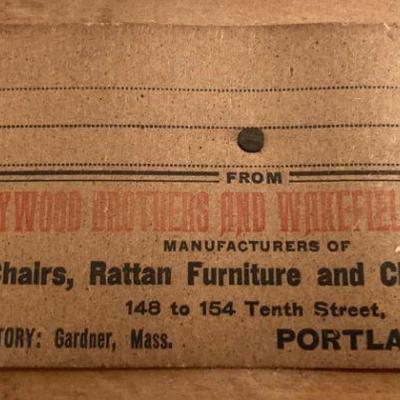 FROM
YWOOD BROTHERS AND WAKEFIEL
MANUFACTURERS OF
Chairs, Rattan Furniture and C
148 to 154 Tenth Street,
TORY: Gardner, Mass. PORTLA